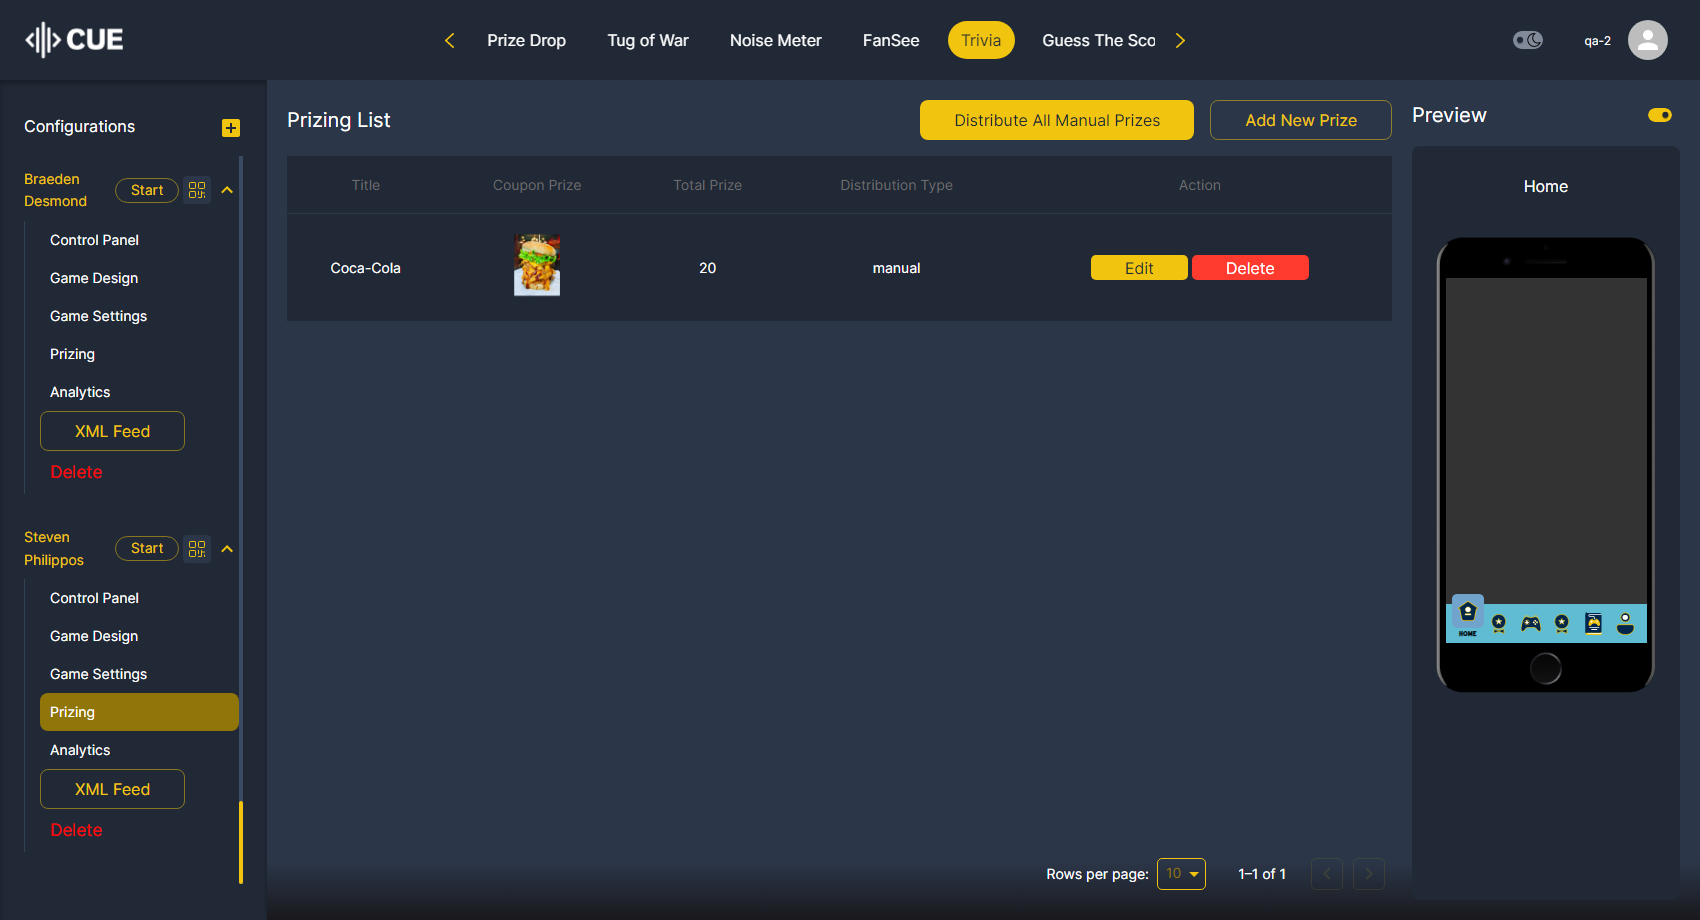 CUE
Prize Drop
Tug of War
Noise Meter
FanSee
Trivia
Guess The Sco
qa-2
Configurations
Braeden
Desmond
Start
Control Panel
Game Design
Game Settings
Prizing
Analytics
XML Feed
Delete
Steven
Philippos
Start
Control Panel
Game Design
Game Settings
Prizing
Analytics
XML Feed
Delete
Prizing List
Distribute All Manual Prizes
Add New Prize
Title
Coupon Prize
Total Prize
Distribution Type
Action
Coca-Cola
20
manual
Edit
Delete
Rows per page:
10
1–1 of 1
Preview
Home
HOME